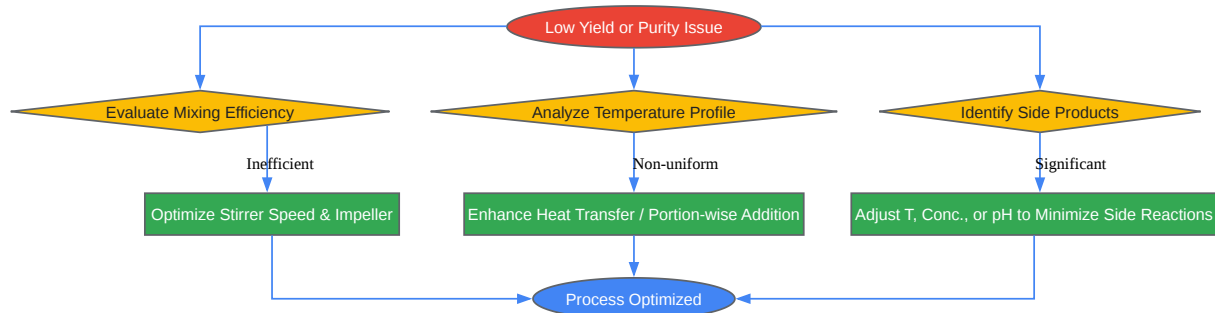 Low Yield or Purity Issue
Evaluate Mixing Efficiency
Analyze Temperature Profile
Identify Side Products
Inefficient
Non-uniform
Significant
Optimize Stirrer Speed & Impeller
Enhance Heat Transfer / Portion-wise Addition
Adjust T, Conc., or pH to Minimize Side Reactions
Process Optimized